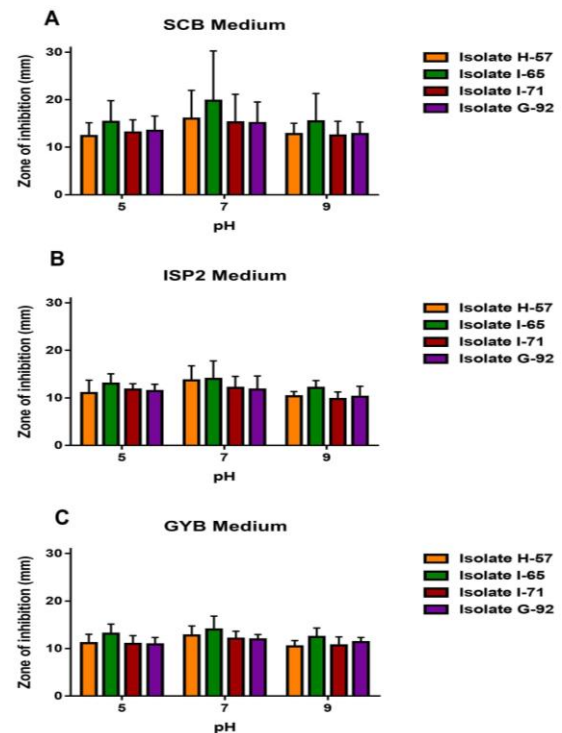 A
SCB Medium
Zone of inhibition (mm)
30
20
10
0
5 7 9
pH
Isolate H-57
Isolate I-65
Isolate I-71
Isolate G-92
B
ISP2 Medium
Zone of inhibition (mm)
30
20
10
0
5 7 9
pH
Isolate H-57
Isolate I-65
Isolate I-71
Isolate G-92
C
GYB Medium
Zone of inhibition (mm)
30
20
10
0
5 7 9
pH
Isolate H-57
Isolate I-65
Isolate I-71
Isolate G-92